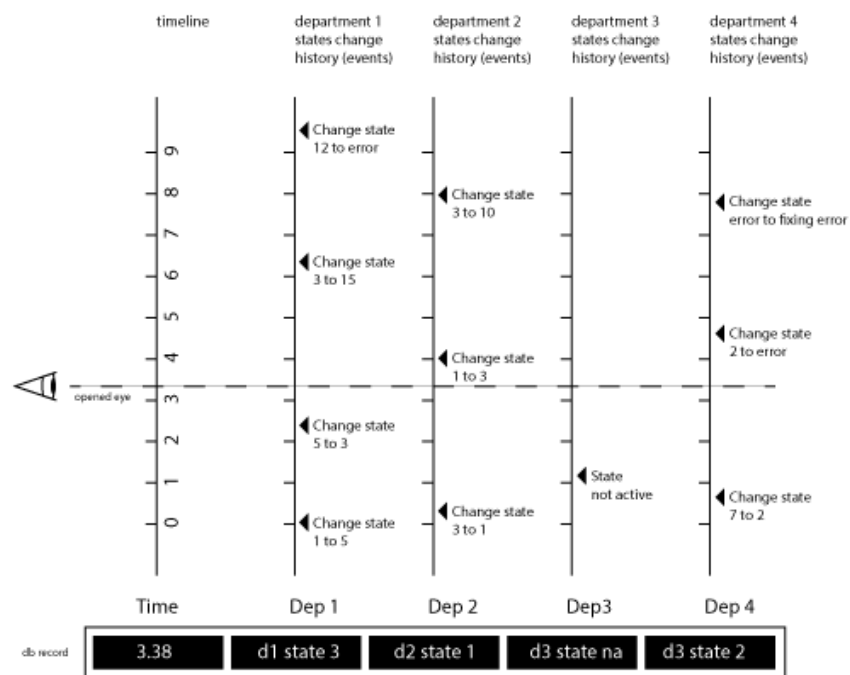 timeline
department 1
states change
history (events)
department 2
states change
history (events)
department 3
states change
history (events)
department 4
states change
history (events)
9
8
7
6
5
4
3
2
1
0
opened eye
Change state
12 to error
Change state
3 to 15
Change state
5 to 3
Change state
1 to 5
Change state
3 to 10
Change state
1 to 3
Change state
3 to 1
State
not active
Change state
error to fixing error
Change state
2 to error
Change state
7 to 2
Time
Dep 1
Dep 2
Dep3
Dep 4
db record
3.38
d1 state 3
d2 state 1
d3 state na
d3 state 2